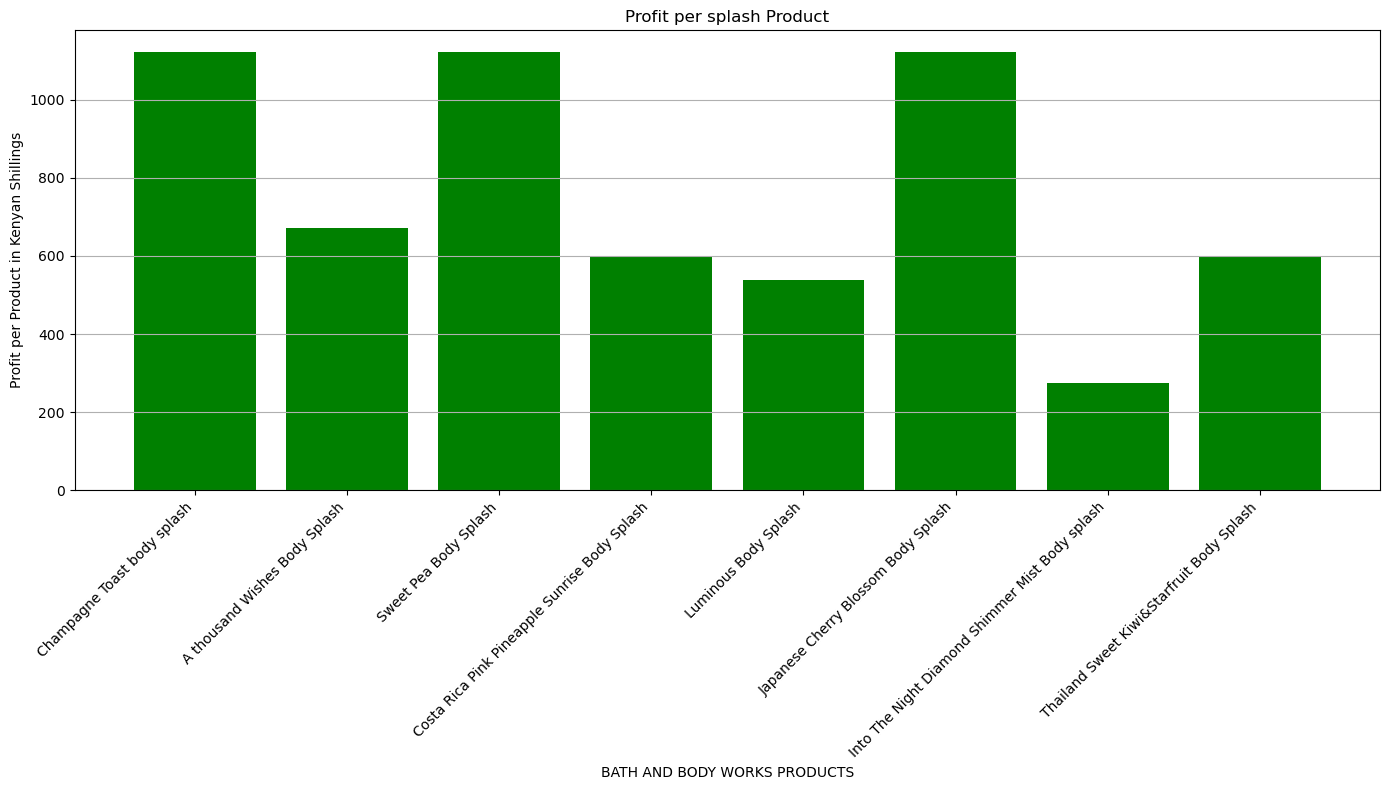 Profit per splash Product
Profit per Product in Kenyan Shillings
1000
800
600
400
200
0
Champagne Toast body splash
A thousand Wishes Body Splash
Sweet Pea Body Splash
Costa Rica Pink Pineapple Sunrise Body Splash
Luminous Body Splash
Japanese Cherry Blossom Body Splash
Into The Night Diamond Shimmer Mist Body splash
Thailand Sweet Kiwi&Starfruit Body Splash
BATH AND BODY WORKS PRODUCTS